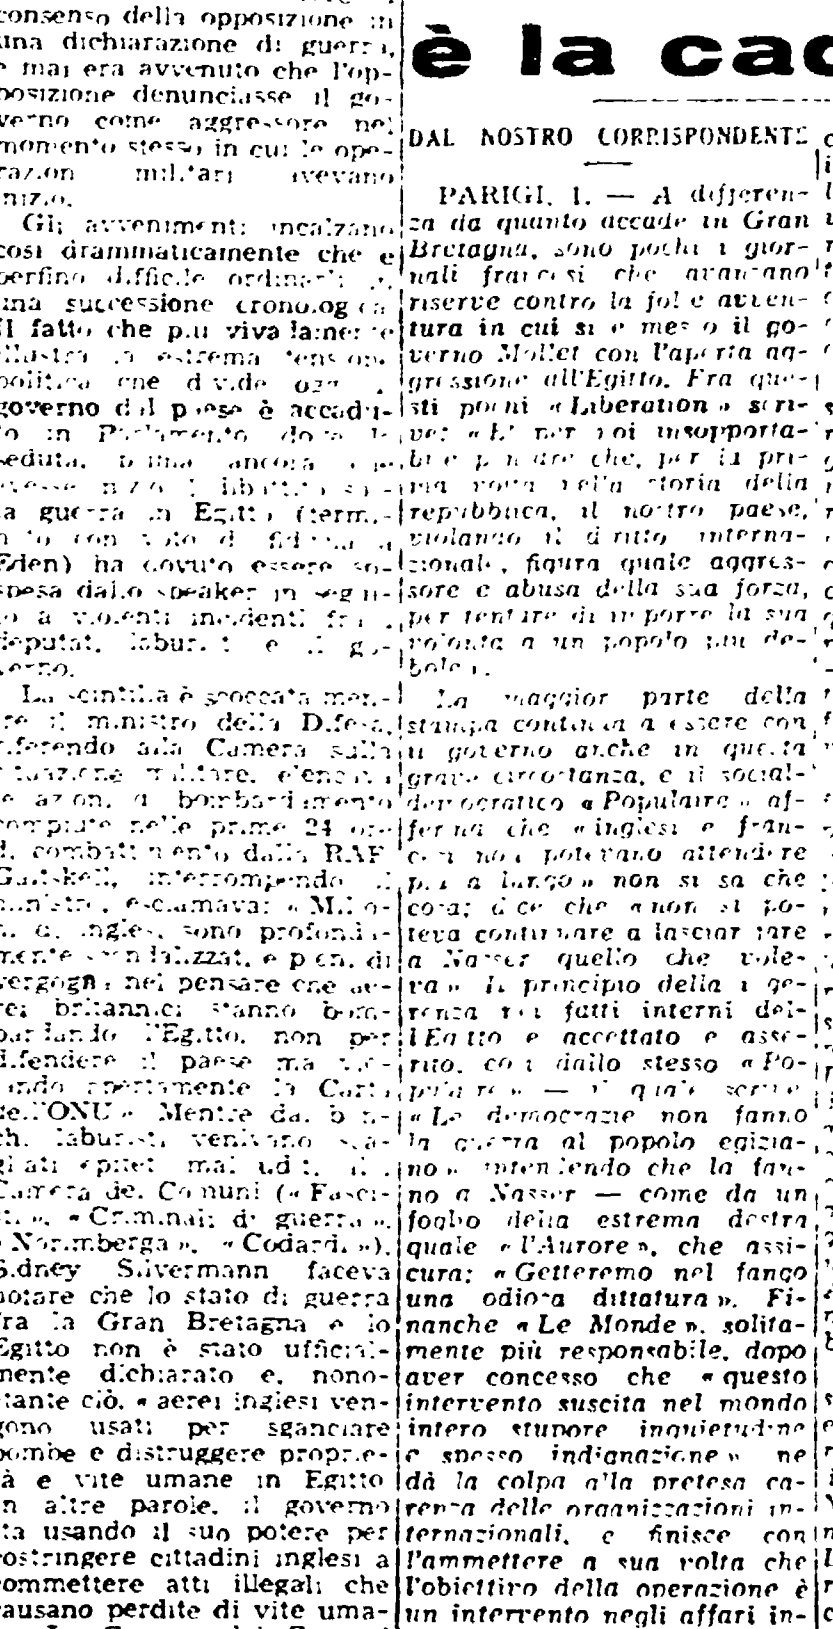 consenso della opposizione in
una dichiarazione di guerra,
e mai era avvenuto che l'op-
posizione denunciasse il go-
verno come aggressore nel
momento stesso in cui le ope-
razioni militari avevano
inizio.
Gli avvenimenti incalzano
così drammaticamente che è
perfino difficile
una successione cronologica
Il fatto che più vivamente
illustra la estrema tensione
politica che divide oggi il
governo dal paese è accadu-
to in Parlamento dove la
seduta, prima ancora che
la guerra in Egitto (termi-
Eden) ha dovuto essere so-
spesa dallo speaker in segui-
to a violenti incidenti fra i
deputati laburisti e il go-
verno.
La scintilla è scoccata men-
tre il ministro della Difesa,
riferendo alla Camera sulla
situazione militare, elencava
le azioni di bombardamento
compiute nelle prime 24 ore
di combattimento dalla RAF
Gaitskell, interrompendo il
ministro, esclamava: « Milio-
ni di inglesi sono profonda-
mente scandalizzati e pieni di
vergogna nel pensare che ae-
rei britannici stanno bom-
bardando l'Egitto, non per
difendere il paese ma vio-
lando apertamente la Carta
dell'ONU ». Mentre dai ban-
chi laburisti venivano sca-
gliati epiteti mai uditi alla
Camera dei Comuni (« Fasci-
sti », « Criminali di guerra »,
« Norimberga », « Codardi »),
Sidney Silvermann faceva
notare che lo stato di guerra
fra la Gran Bretagna e lo
Egitto non è stato ufficial-
mente dichiarato e, nono-
stante ciò, « aerei inglesi ven-
gono usati per sganciare
bombe e distruggere proprie-
tà e vite umane in Egitto
In altre parole, il governo
sta usando il suo potere per
costringere cittadini inglesi a
commettere atti illegali che
causano perdite di vite uma-
è la cad
DAL NOSTRO CORRISPONDENTE
PARIGI, 1. — A differen-
za da quanto accade in Gran
Bretagna, sono pochi i gior-
nali francesi che avanzano
riserve contro la folle avven-
tura in cui si è messo il go-
verno Mollet con l'aperta ag-
gressione all'Egitto. Fra que-
sti pochi « Liberation » scri-
ve: « E' per noi insopporta-
bile pensare che, per la pri-
ma volta nella storia della
repubblica, il nostro paese,
violando il diritto interna-
zionale, figura quale aggres-
sore e abusa della sua forza,
per tentare di imporre la sua
volontà a un popolo più de-
bole ».
La maggior parte della
stampa continua a essere con
il governo anche in questa
grave circostanza, e il social-
democratico « Populaire » af-
ferma che « inglesi e fran-
cesi non potevano attendere
più a lungo » non si sa che
cosa; dice che « non si po-
teva continuare a lasciar fare
a Nasser quello che vole-
va » Il principio della inge-
renza nei fatti interni del-
l'Egitto è accettato e asse-
rito, così dallo stesso « Po-
pulaire » — il quale scrive
« Le democrazie non fanno
la guerra al popolo egizia-
no » intendendo che la fan-
no a Nasser — come da un
foglio della estrema destra
quale « l'Aurore », che assi-
cura: « Getteremo nel fango
una odiosa dittatura ». Fi-
nanche « Le Monde », solita-
mente più responsabile, dopo
aver concesso che « questo
intervento suscita nel mondo
intero stupore inquietudine
e spesso indignazione » ne
dà la colpa alla pretesa ca-
renza delle organizzazioni in-
ternazionali, e finisce con
l'ammettere a sua volta che
l'obiettivo della operazione è
un intervento negli affari in-